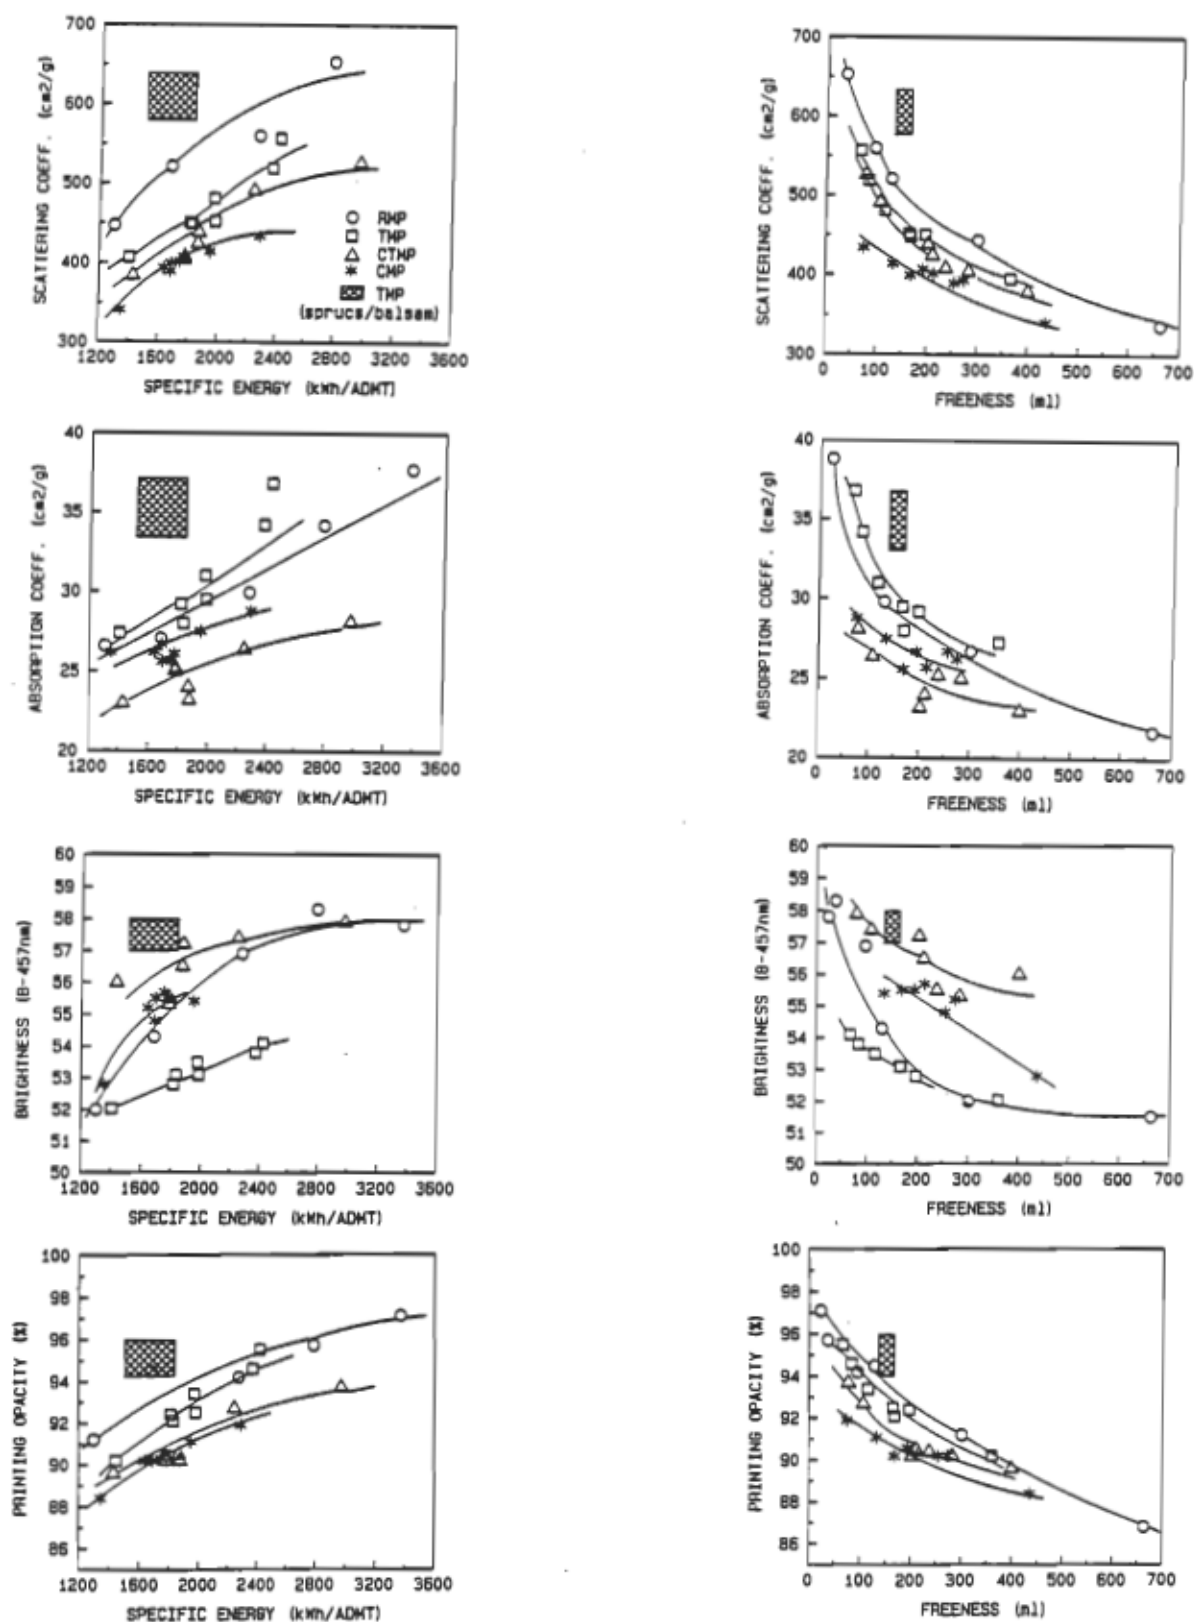 SCATTERING COEFF. (cm2/g)
700
600
500
400
300
RMP
TMP
CTMP
CMP
TMP
(sprucs/balsam)
1200 1600 2000 2400 2800 3200 3600
SPECIFIC ENERGY (kWh/ADMT)
SCATTERING COEFF. (cm2/g)
700
600
500
400
300
0 100 200 300 400 500 600 700
FREENESS (ml)
ABSORPTION COEFF. (cm2/g)
40
35
30
25
20
1200 1600 2000 2400 2800 3200 3600
SPECIFIC ENERGY (kWh/ADMT)
ABSORPTION COEFF. (cm2/g)
40
35
30
25
20
0 100 200 300 400 500 600 700
FREENESS (ml)
BRIGHTNESS (B-457nm)
60
59
58
57
56
55
54
53
52
51
50
1200 1600 2000 2400 2800 3200 3600
SPECIFIC ENERGY (kWh/ADMT)
BRIGHTNESS (B-457nm)
60
59
58
57
56
55
54
53
52
51
50
0 100 200 300 400 500 600 700
FREENESS (ml)
PRINTING OPACITY (%)
100
98
96
94
92
90
88
86
1200 1600 2000 2400 2800 3200 3600
SPECIFIC ENERGY (kWh/ADMT)
PRINTING OPACITY (%)
100
98
96
94
92
90
88
86
0 100 200 300 400 500 600 700
FREENESS (ml)